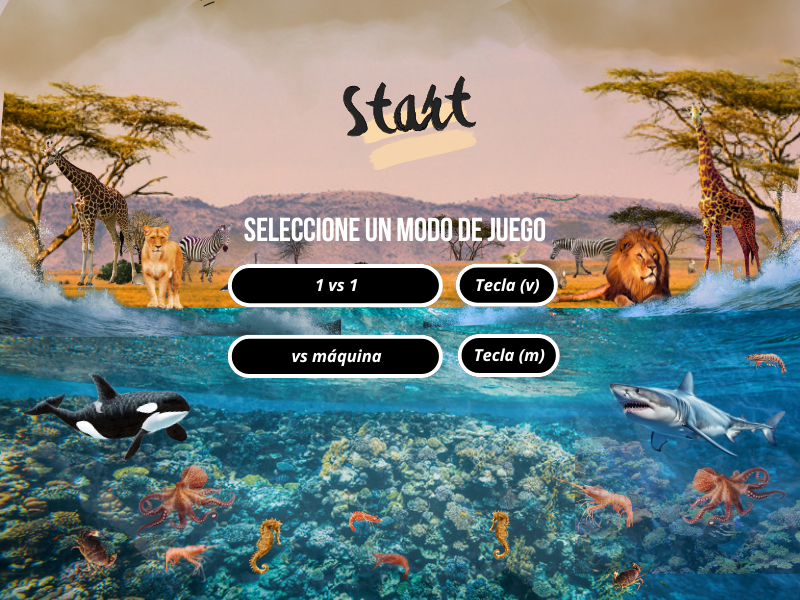 Start
SELECCIONE UN MODO DE JUEGO
1 vs 1
Tecla (v)
vs máquina
Tecla (m)